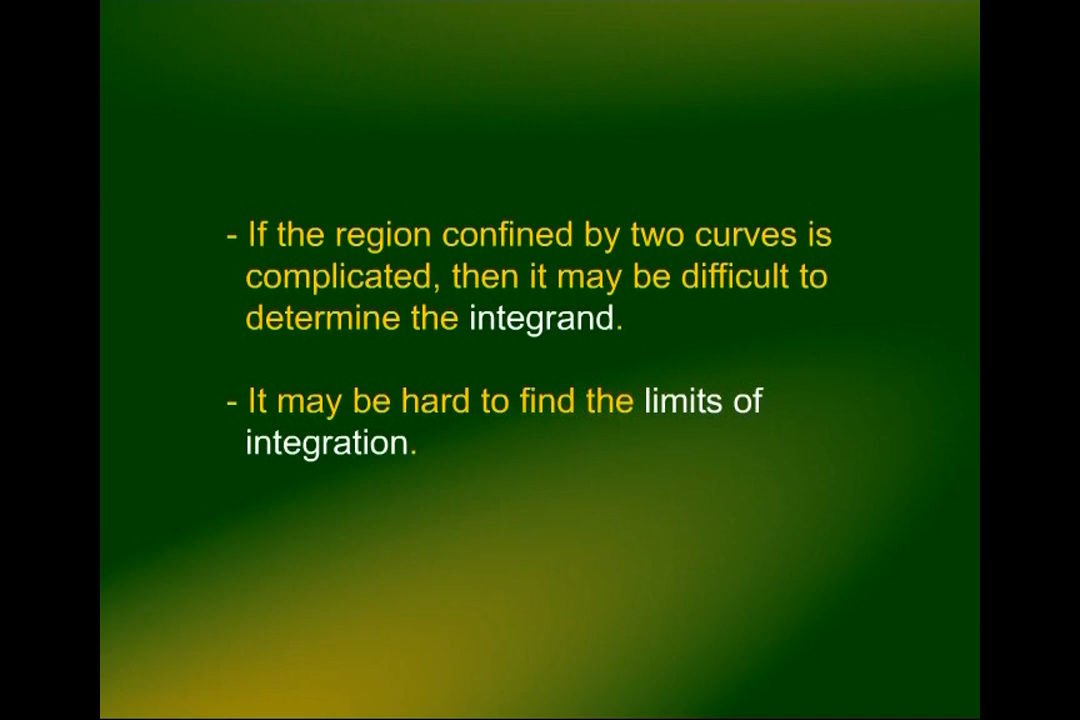 - If the region confined by two curves is
complicated, then it may be difficult to
determine the integrand.
- It may be hard to find the limits of
integration.